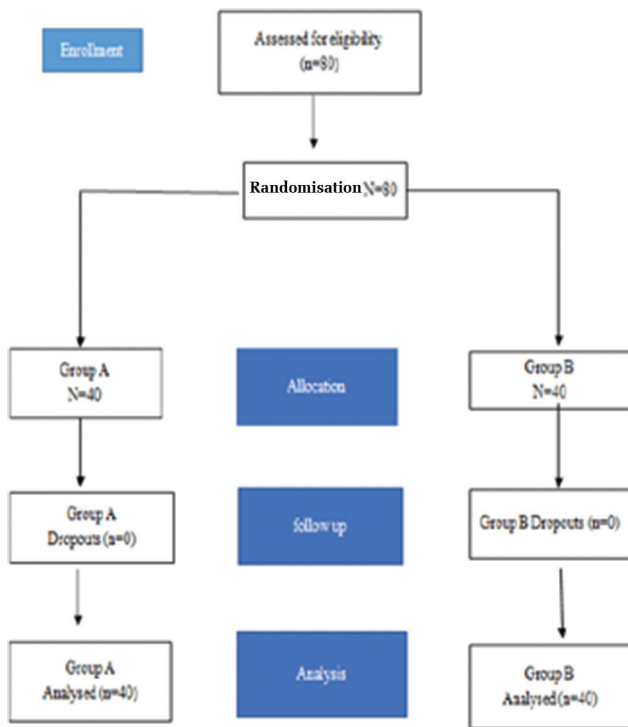 Enrollment
Assessed for eligibility
(n=80)
Randomisation N=80
Group A
N=40
Allocation
Group B
N=40
Group A
Dropouts (n=0)
follow up
Group B Dropouts (n=0)
Group A
Analysed (n=40)
Analysis
Group B
Analysed (n=40)